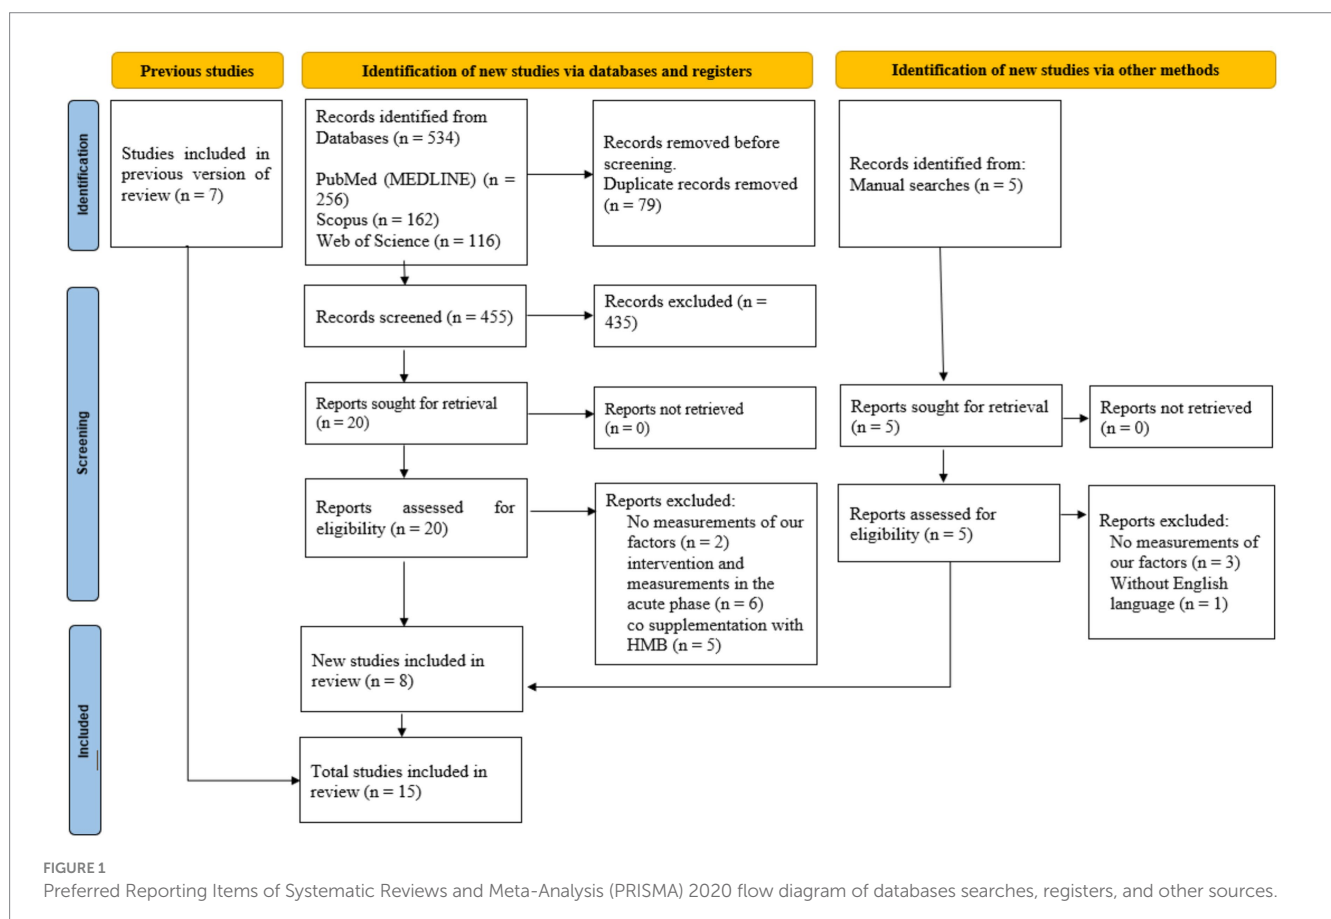 Previous studies
Identification of new studies via databases and registers
Identification of new studies via other methods
Identification
Studies included in
previous version of
review (n = 7)
Records identified from
Databases (n = 534)
PubMed (MEDLINE) (n =
256)
Scopus (n = 162)
Web of Science (n = 116)
Records removed before
screening.
Duplicate records removed
(n = 79)
Records identified from:
Manual searches (n = 5)
Screening
Records screened (n = 455)
Records excluded (n =
435)
Reports sought for retrieval
(n = 20)
Reports not retrieved
(n = 0)
Reports sought for retrieval
(n = 5)
Reports not retrieved
(n = 0)
Reports assessed for
eligibility (n = 20)
Reports excluded:
No measurements of our
factors (n = 2)
intervention and
measurements in the
acute phase (n = 6)
co supplementation with
HMB (n = 5)
Reports assessed for
eligibility (n = 5)
Reports excluded:
No measurements of
our factors (n = 3)
Without English
language (n = 1)
Included
New studies included in
review (n = 8)
Total studies included in
review (n = 15)
FIGURE 1
Preferred Reporting Items of Systematic Reviews and Meta-Analysis (PRISMA) 2020 flow diagram of databases searches, registers, and other sources.